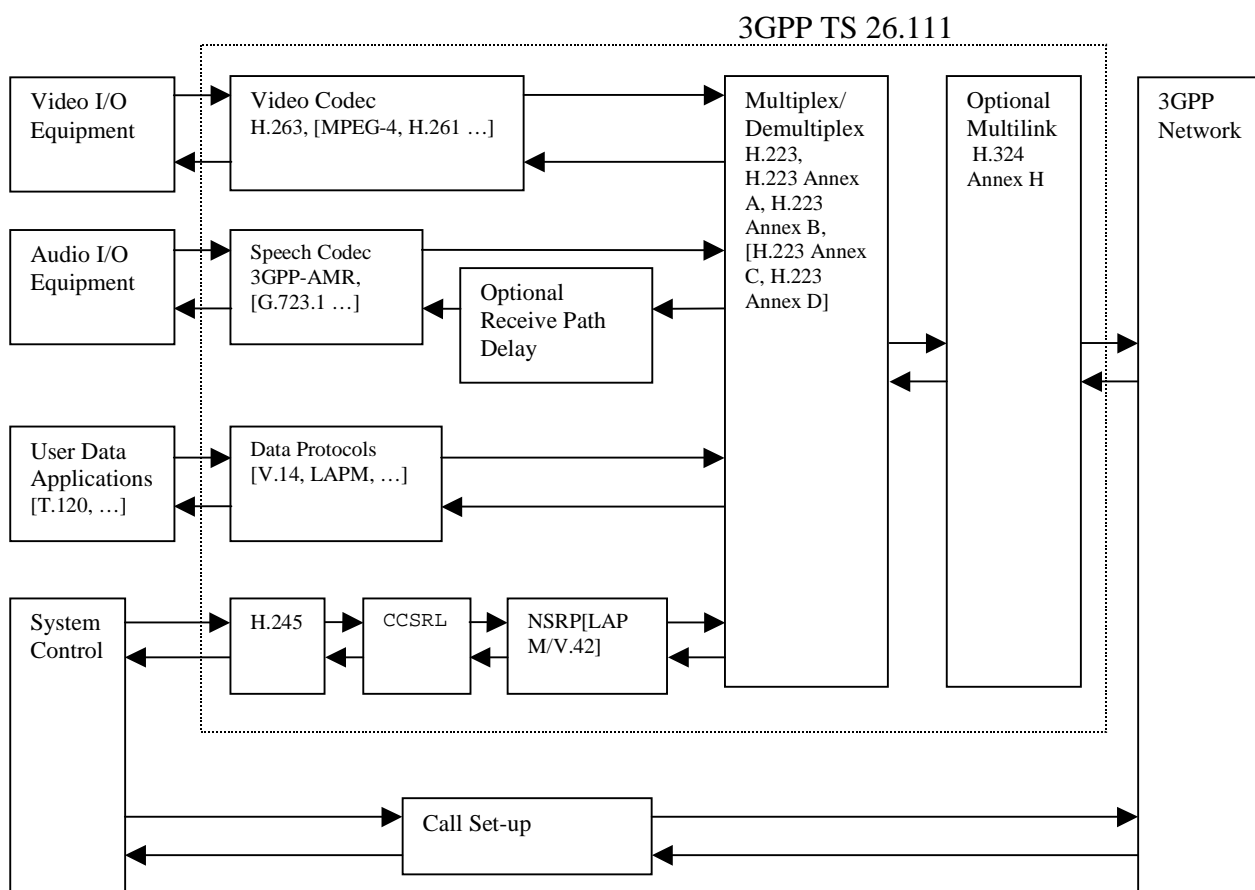 3GPP TS 26.111
Video I/O
Equipment
Video Codec
H.263, [MPEG-4, H.261 …]
Multiplex/
Demultiplex
H.223,
H.223 Annex
A, H.223
Annex B,
[H.223 Annex
C, H.223
Annex D]
Optional
Multilink
H.324
Annex H
3GPP
Network
Audio I/O
Equipment
Speech Codec
3GPP-AMR,
[G.723.1 …]
Optional
Receive Path
Delay
User Data
Applications
[T.120, …]
Data Protocols
[V.14, LAPM, …]
System
Control
H.245
CCSRL
NSRP[LAP
M/V.42]
Call Set-up